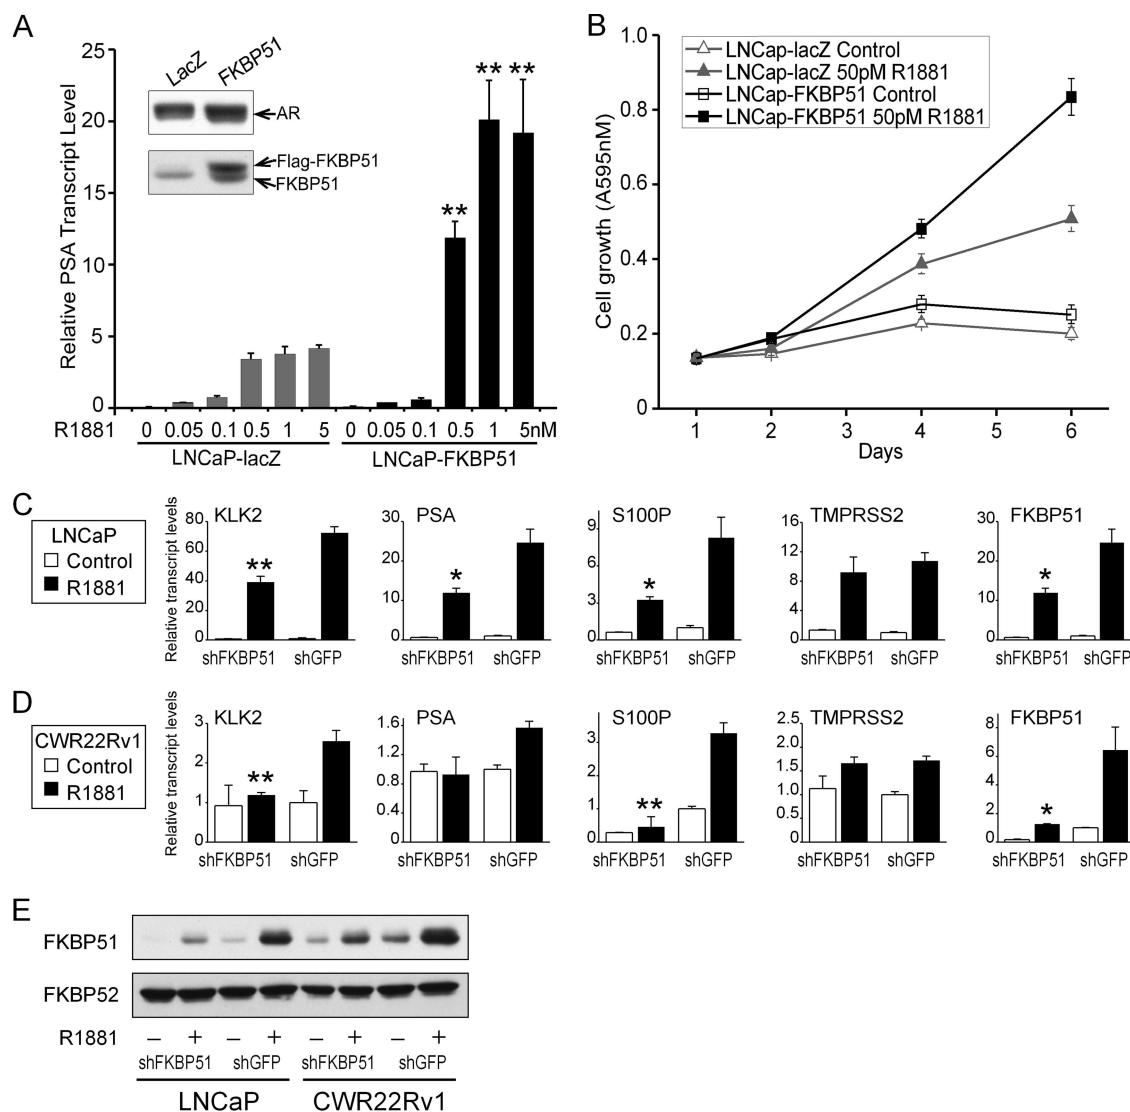 A
25
20
15
10
5
0
Relative PSA Transcript Level
LacZ
FKBP51
AR
Flag-FKBP51
FKBP51
**
**
**
R1881
0 0.05 0.1 0.5 1 5
0 0.05 0.1 0.5 1 5nM
LNCaP-lacZ
LNCaP-FKBP51
B
1.0
0.8
0.6
0.4
0.2
0
Cell growth (A595nM)
LNCap-lacZ Control
LNCap-lacZ 50pM R1881
LNCap-FKBP51 Control
LNCap-FKBP51 50pM R1881
1 2 3 4 5 6
Days
C
LNCaP
Control
R1881
Relative transcript levels
KLK2
80
60
40
20
0
**
shFKBP51 shGFP
PSA
30
20
10
0
*
shFKBP51 shGFP
S100P
9
6
3
0
*
shFKBP51 shGFP
TMPRSS2
16
12
8
4
0
shFKBP51 shGFP
FKBP51
30
20
10
0
*
shFKBP51 shGFP
D
CWR22Rv1
Control
R1881
Relative transcript levels
KLK2
3
2
1
0
**
shFKBP51 shGFP
PSA
1.6
1.2
0.8
0.4
0
shFKBP51 shGFP
S100P
3
2
1
0
**
shFKBP51 shGFP
TMPRSS2
2.5
2.0
1.5
1.0
0.5
0
shFKBP51 shGFP
FKBP51
8
6
4
2
0
*
shFKBP51 shGFP
E
FKBP51
FKBP52
R1881
– + – + – + – +
shFKBP51 shGFP shFKBP51 shGFP
LNCaP
CWR22Rv1